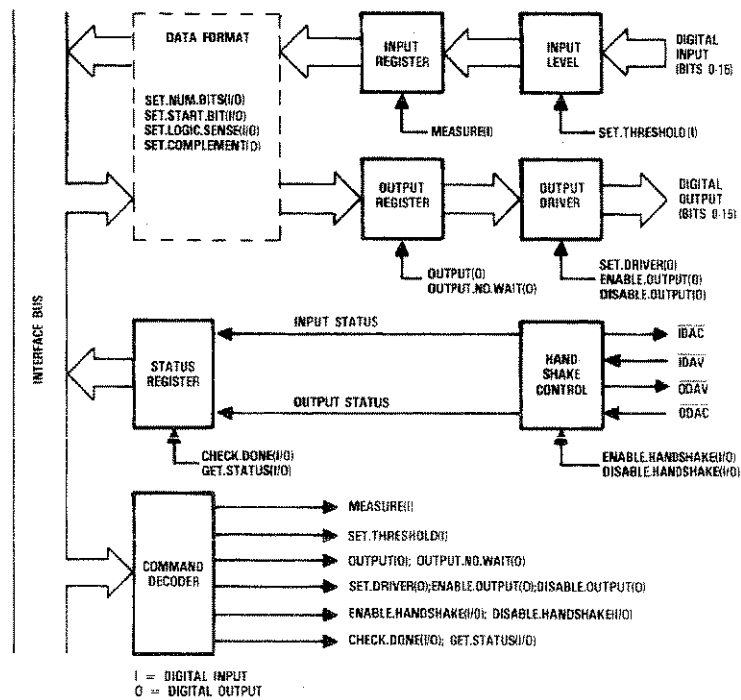 DATA FORMAT
SET.NUM.BITS(I/O)
SET.START.BIT(I/O)
SET.LOGIC.SENSE(I/O)
SET.COMPLEMENT(O)
INPUT
REGISTER
INPUT
LEVEL
DIGITAL
INPUT
(BITS 0-15)
MEASURE(I)
SET.THRESHOLD(I)
OUTPUT
REGISTER
OUTPUT
DRIVER
DIGITAL
OUTPUT
(BITS 0-15)
OUTPUT(O)
OUTPUT.NO.WAIT(O)
SET.DRIVER(O)
ENABLE.OUTPUT(O)
DISABLE.OUTPUT(O)
INTERFACE BUS
STATUS
REGISTER
INPUT STATUS
OUTPUT STATUS
HAND
SHAKE
CONTROL
IDAC
IDAV
ODAV
ODAC
CHECK.DONE(I/O)
GET.STATUS(I/O)
ENABLE.HANDSHAKE(I/O)
DISABLE.HANDSHAKE(I/O)
COMMAND
DECODER
MEASURE(I)
SET.THRESHOLD(I)
OUTPUT(O); OUTPUT.NO.WAIT(O)
SET.DRIVER(O);ENABLE.OUTPUT(O);DISABLE.OUTPUT(O)
ENABLE.HANDSHAKE(I/O); DISABLE.HANDSHAKE(I/O)
CHECK.DONE(I/O); GET.STATUS(I/O)
I = DIGITAL INPUT
O = DIGITAL OUTPUT